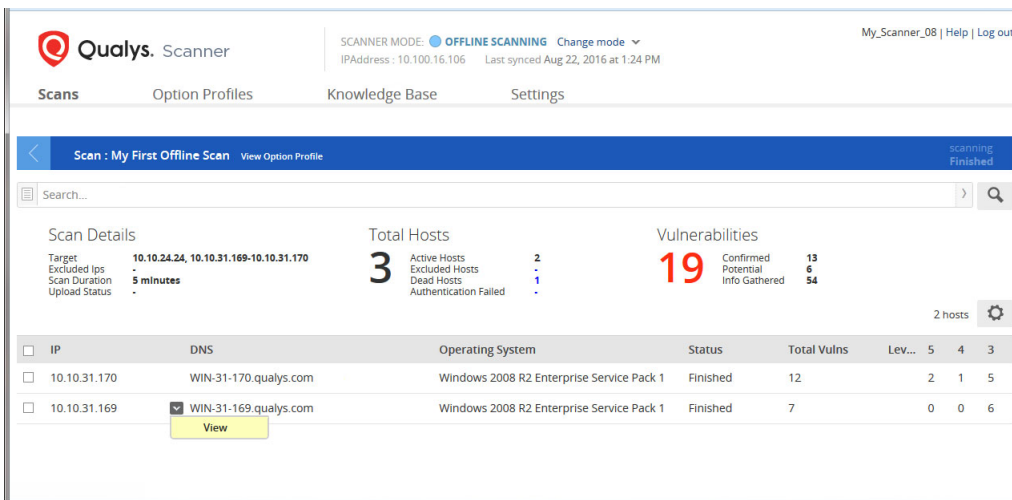 Qualys. Scanner
SCANNER MODE: OFFLINE SCANNING Change mode
IPAddress : 10.100.16.106 Last synced Aug 22, 2016 at 1:24 PM
My_Scanner_08 | Help | Log out
Scans Option Profiles Knowledge Base Settings
Scan : My First Offline Scan View Option Profile
scanning
Finished
Search...
Scan Details
Target 10.10.24.24, 10.10.31.169-10.10.31.170
Excluded Ips -
Scan Duration 5 minutes
Upload Status -
Total Hosts
3
Active Hosts 2
Excluded Hosts -
Dead Hosts 1
Authentication Failed -
Vulnerabilities
19
Confirmed 13
Potential 6
Info Gathered 54
2 hosts
IP DNS Operating System Status Total Vulns Lev... 5 4 3
10.10.31.170 WIN-31-170.qualys.com Windows 2008 R2 Enterprise Service Pack 1 Finished 12 2 1 5
10.10.31.169 WIN-31-169.qualys.com Windows 2008 R2 Enterprise Service Pack 1 Finished 7 0 0 6
View